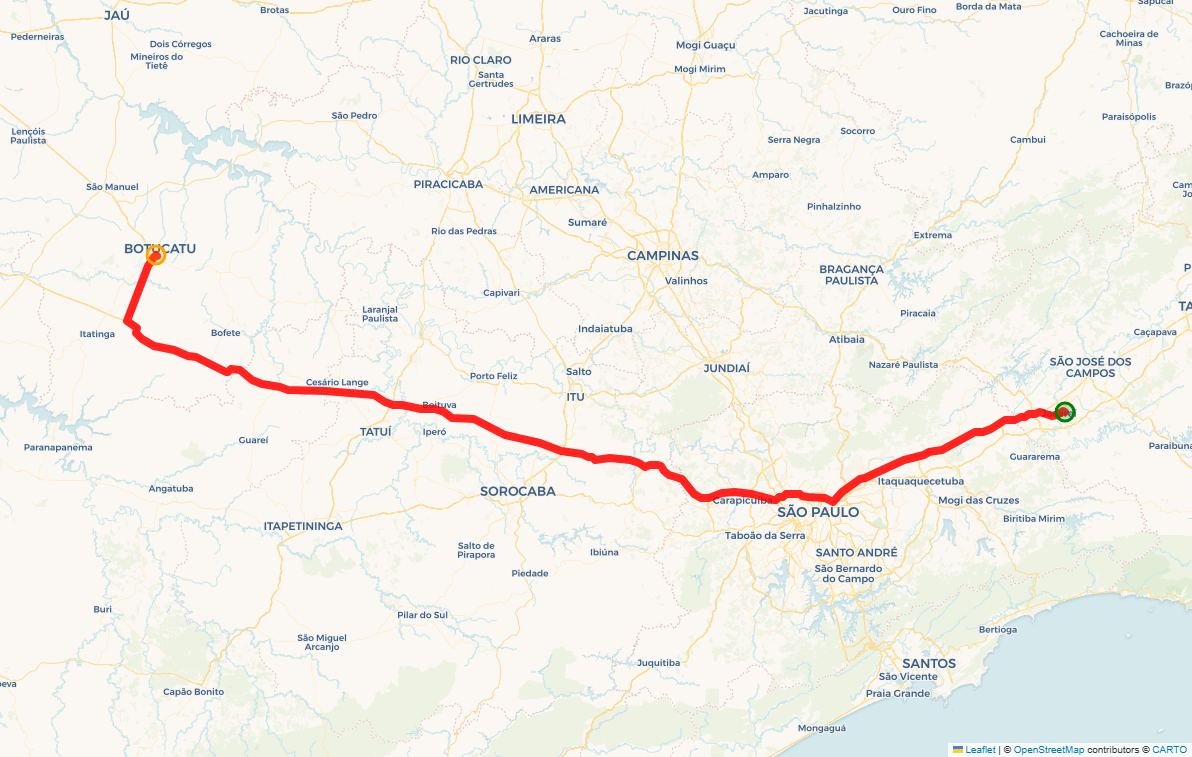 JAÚ
Brotas
Jacutinga
Ouro Fino
Borda da Mata
Sapucaí
Pederneiras
Dois Córregos
Mineiros do
Tietê
Araras
Mogi Guaçu
Cachoeira de
Minas
RIO CLARO
Santa
Gertrudes
Mogi Mirim
Brazóp
Lençóis
Paulista
São Pedro
LIMEIRA
Serra Negra
Socorro
Cambui
Paraisópolis
São Manuel
PIRACICABA
AMERICANA
Amparo
Cam
Jo
Pinhalzinho
Sumaré
Rio das Pedras
Extrema
BOTUCATU
CAMPINAS
Valinhos
BRAGANÇA
PAULISTA
P
Capivari
Laranjal
Paulista
Piracaia
TA
Itatinga
Bofete
Indaiatuba
Atibaia
Caçapava
Nazaré Paulista
SÃO JOSÉ DOS
CAMPOS
Cesário Lange
Porto Feliz
Salto
JUNDIAÍ
ITU
Boituva
TATUÍ
Iperó
Guareí
Paranapanema
Paraibuna
Guararema
Angatuba
SOROCABA
Carapicuíba
Itaquaquecetuba
Mogi das Cruzes
SÃO PAULO
Biritiba Mirim
ITAPETININGA
Taboão da Serra
Salto de
Pirapora
Ibiúna
SANTO ANDRÉ
Piedade
São Bernardo
do Campo
Buri
Pilar do Sul
São Miguel
Arcanjo
Bertioga
Juquitiba
SANTOS
São Vicente
Praia Grande
eva
Capão Bonito
Mongaguá
Leaflet | © OpenStreetMap contributors © CARTO